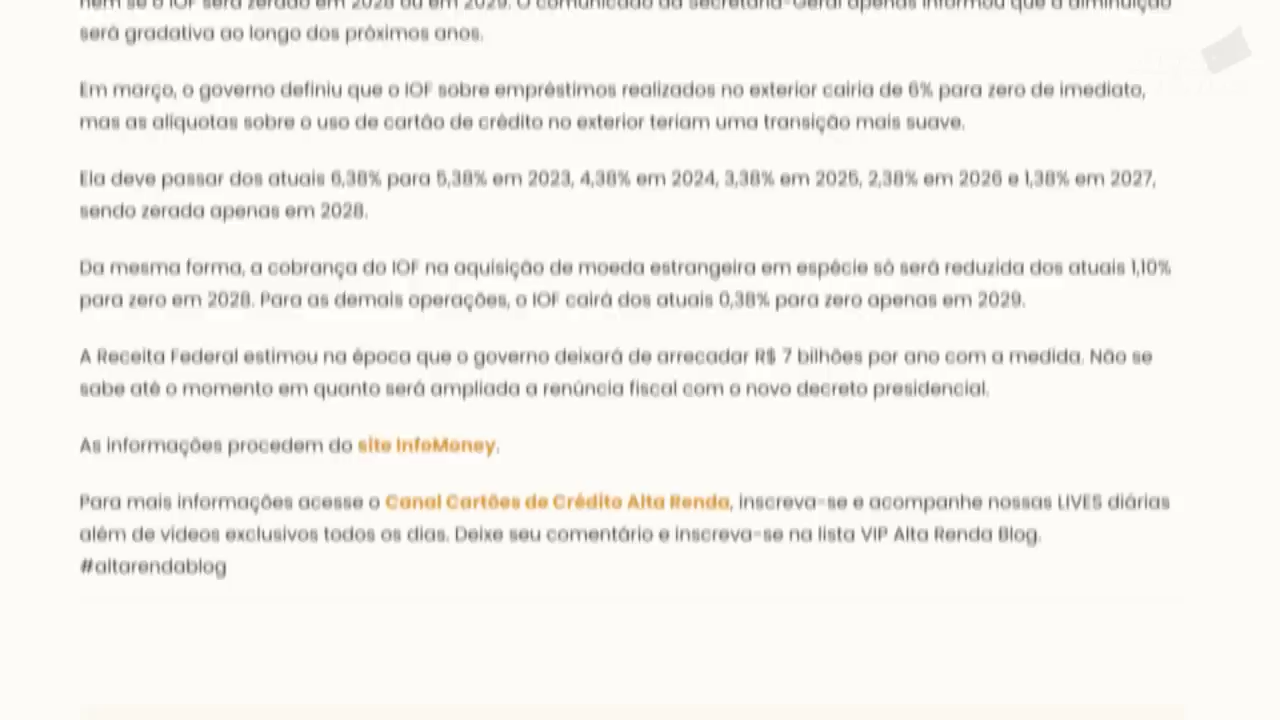 nem se o IOF será zerado em 2028 ou em 2029. O comunicado da Secretaria-Geral apenas informou que a diminuição
será gradativa ao longo dos próximos anos.
Em março, o governo definiu que o IOF sobre empréstimos realizados no exterior cairia de 6% para zero de imediato,
mas as alíquotas sobre o uso de cartão de crédito no exterior teriam uma transição mais suave.
Ela deve passar dos atuais 6,38% para 5,38% em 2023, 4,38% em 2024, 3,38% em 2025, 2,38% em 2026 e 1,38% em 2027,
sendo zerada apenas em 2028.
Da mesma forma, a cobrança do IOF na aquisição de moeda estrangeira em espécie só será reduzida dos atuais 1,10%
para zero em 2028. Para as demais operações, o IOF cairá dos atuais 0,38% para zero apenas em 2029.
A Receita Federal estimou na época que o governo deixará de arrecadar R$ 7 bilhões por ano com a medida. Não se
sabe até o momento em quanto será ampliada a renúncia fiscal com o novo decreto presidencial.
As informações procedem do site InfoMoney.
Para mais informações acesse o Canal Cartões de Crédito Alta Renda, inscreva-se e acompanhe nossas LIVES diárias
além de vídeos exclusivos todos os dias. Deixe seu comentário e inscreva-se na lista VIP Alta Renda Blog.
#altarendablog